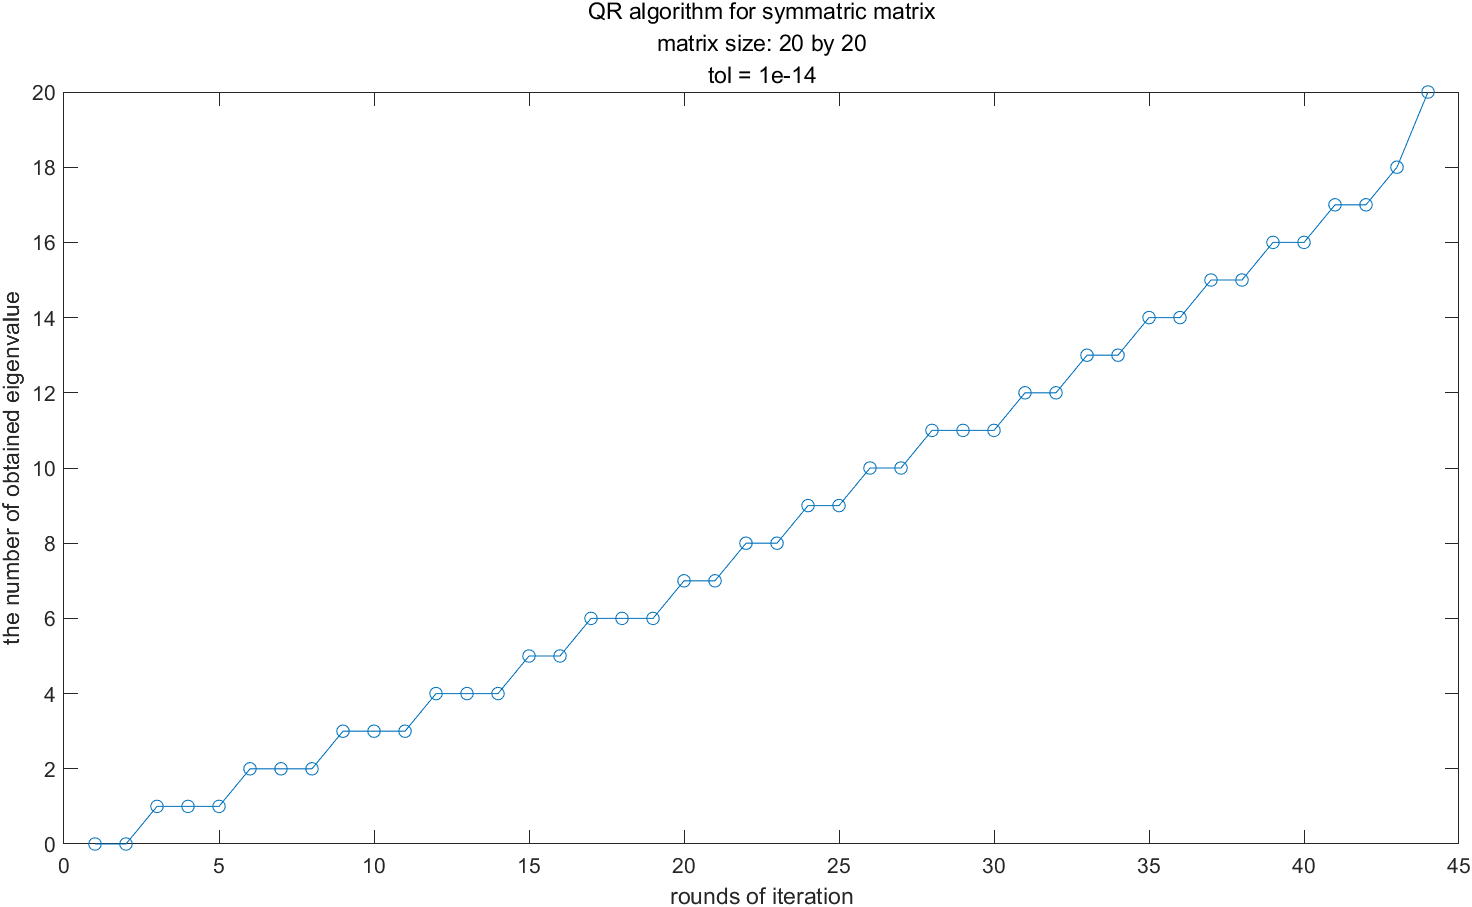 QR algorithm for symmatric matrix
matrix size: 20 by 20
tol = 1e-14
20
18
16
14
12
10
8
6
4
2
0
the number of obtained eigenvalue
0 5 10 15 20 25 30 35 40 45
rounds of iteration